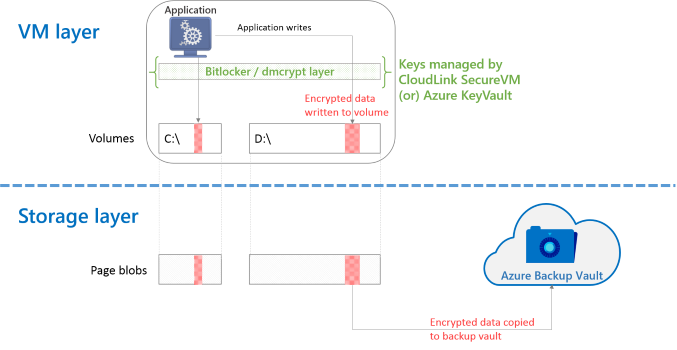 Application
VM layer
Application writes
Bitlocker / dmcrypt layer
Keys managed by
CloudLink SecureVM
(or) Azure KeyVault
Encrypted data
written to volume
Volumes
C:\
D:\
Storage layer
Page blobs
Azure Backup Vault
Encrypted data copied
to backup vault